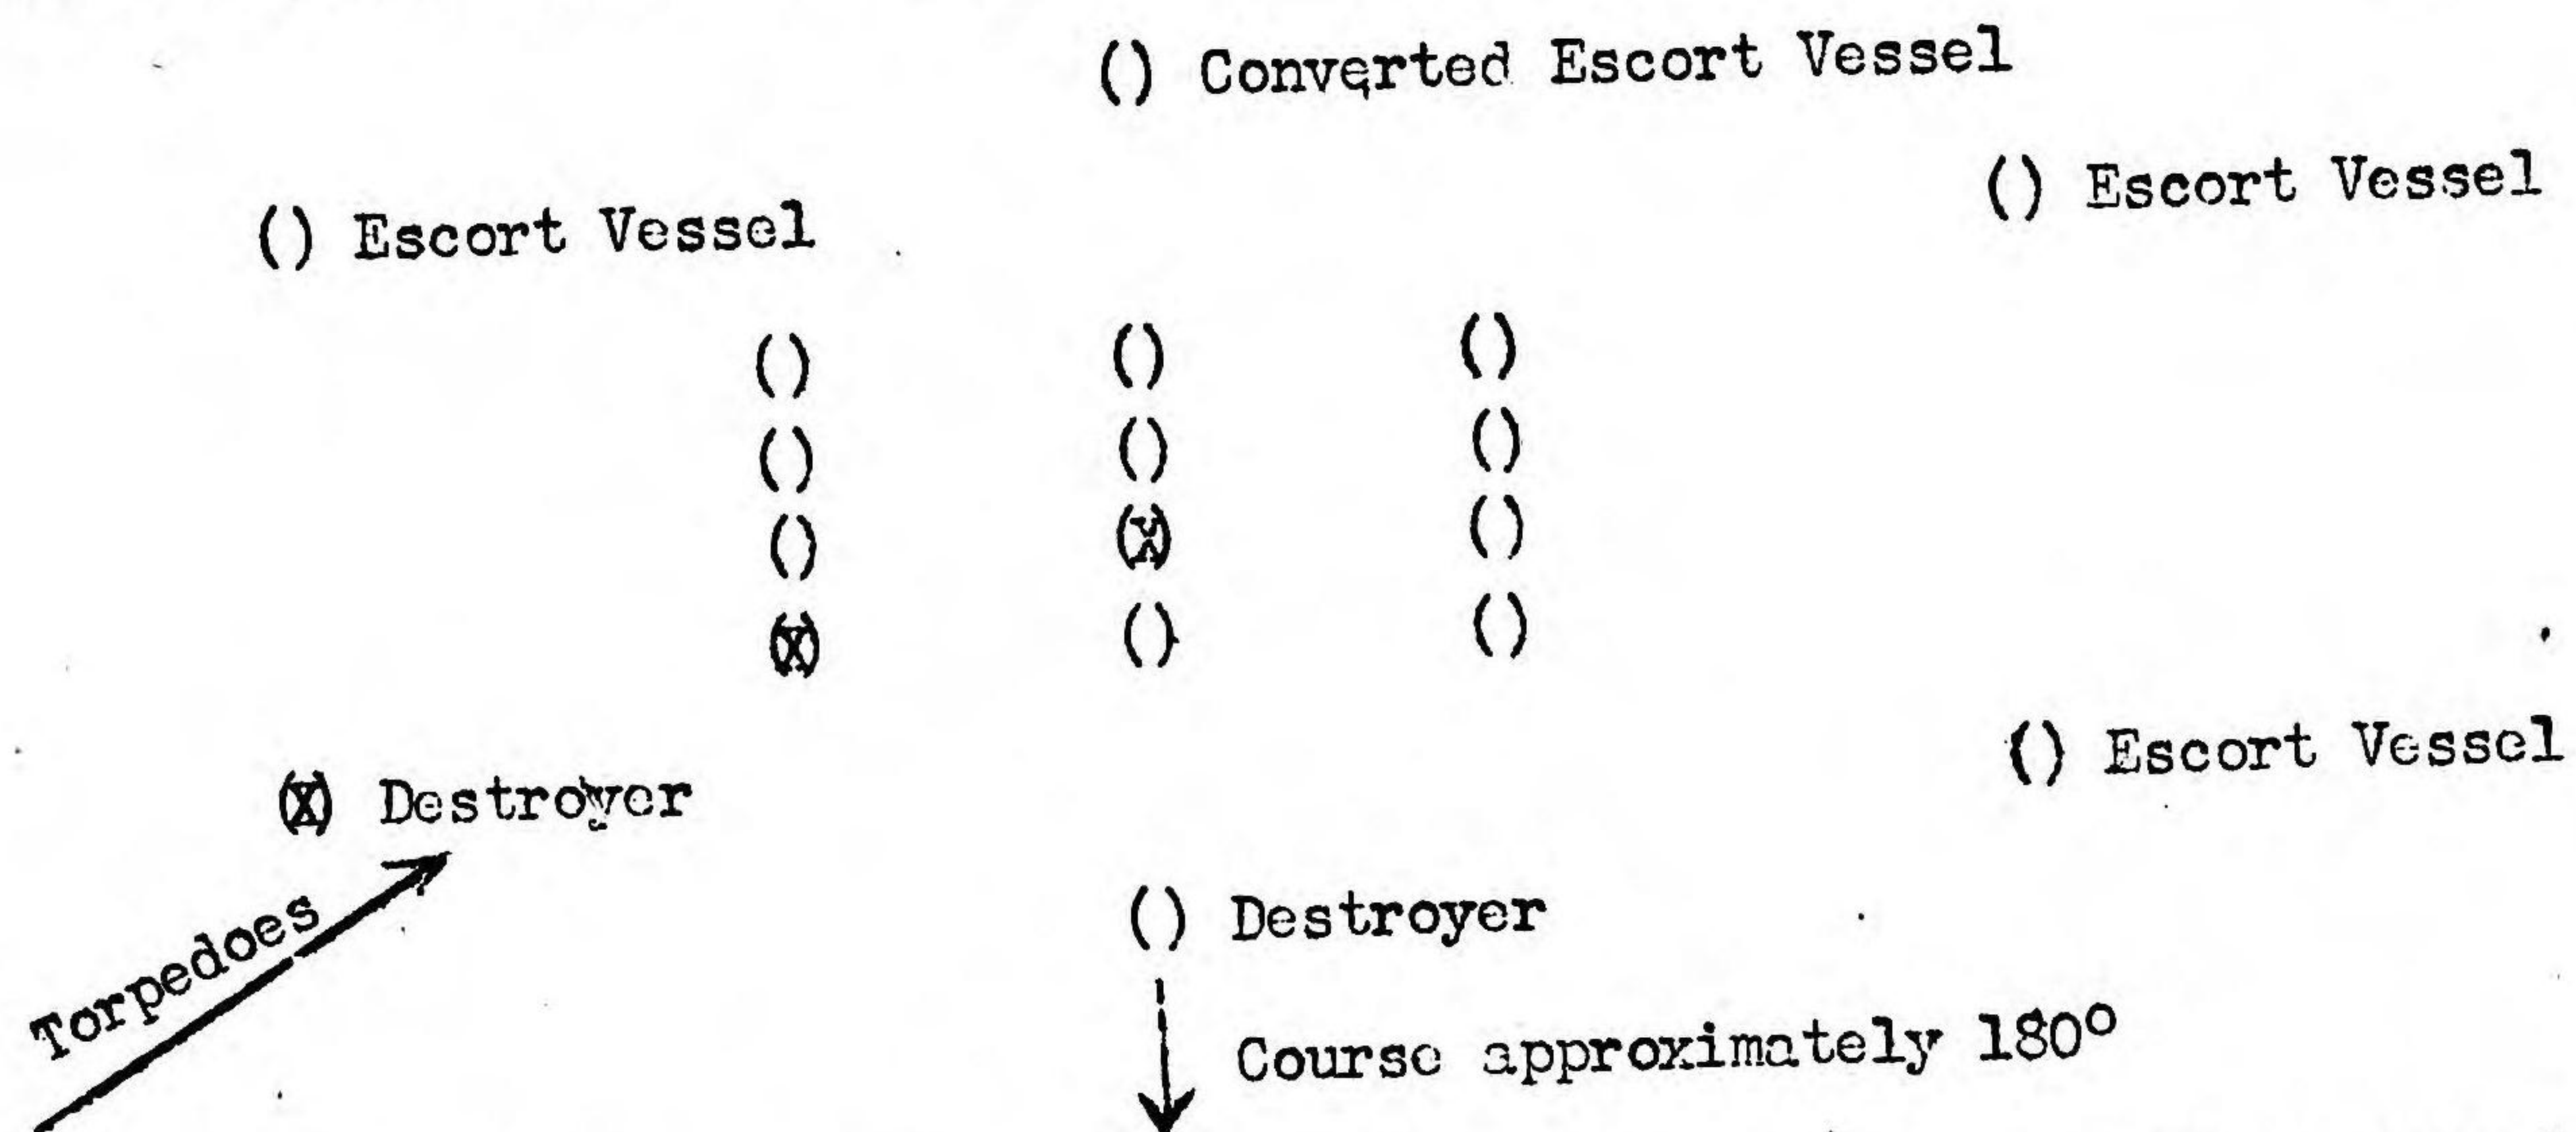 () Converted Escort Vessel
() Escort Vessel
() Escort Vessel
() () ()
() () ()
() (X) ()
(X) () ()
() Escort Vessel
(X) Destroyer
Torpedoes
() Destroyer
Course approximately 180°